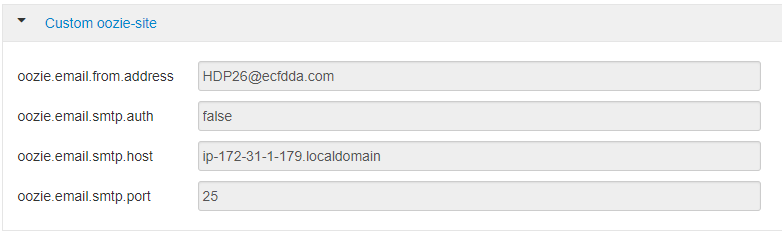 Custom oozie-site
oozie.email.from.address HDP26@ecfdda.com
oozie.email.smtp.auth false
oozie.email.smtp.host ip-172-31-1-179.localdomain
oozie.email.smtp.port 25